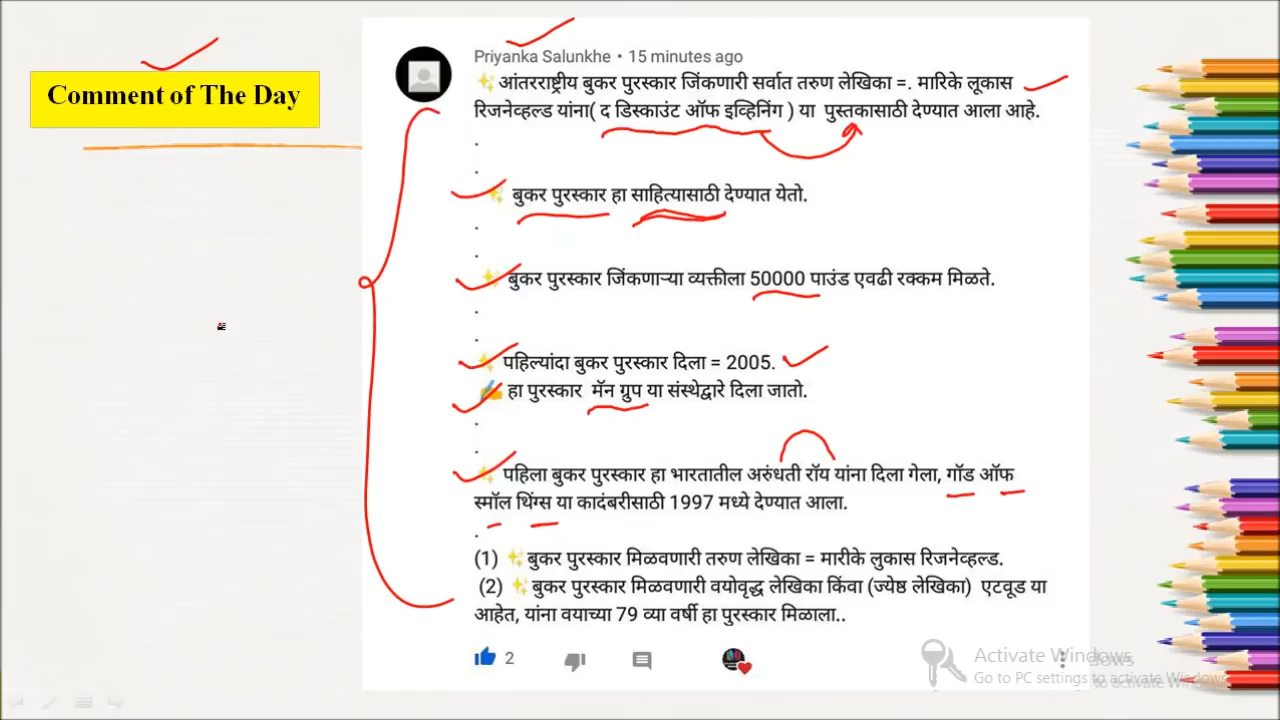 Comment of The Day
Priyanka Salunkhe • 15 minutes ago
✨आंतरराष्ट्रीय बुकर पुरस्कार जिंकणारी सर्वात तरुण लेखिका =. मारिके लूकास
रिजनेव्हल्ड यांना( द डिस्काउंट ऑफ इव्हिनिंग ) या पुस्तकासाठी देण्यात आला आहे.
.
.
✨ बुकर पुरस्कार हा साहित्यासाठी देण्यात येतो.
.
.
✨बुकर पुरस्कार जिंकणाऱ्या व्यक्तीला 50000 पाउंड एवढी रक्कम मिळते.
.
.
✨पहिल्यांदा बुकर पुरस्कार दिला = 2005.
✍ हा पुरस्कार मॅन ग्रुप या संस्थेद्वारे दिला जातो.
.
.
✨पहिला बुकर पुरस्कार हा भारतातील अरुंधती रॉय यांना दिला गेला, गॉड ऑफ
स्मॉल थिंग्स या कादंबरीसाठी 1997 मध्ये देण्यात आला.
.
(1) ✨बुकर पुरस्कार मिळवणारी तरुण लेखिका = मारीके लुकास रिजनेव्हल्ड.
(2) ✨बुकर पुरस्कार मिळवणारी वयोवृद्ध लेखिका किंवा (ज्येष्ठ लेखिका) एटवूड या
आहेत, यांना वयाच्या 79 व्या वर्षी हा पुरस्कार मिळाला..
2
Activate Windows
Go to PC settings to activate Windows.